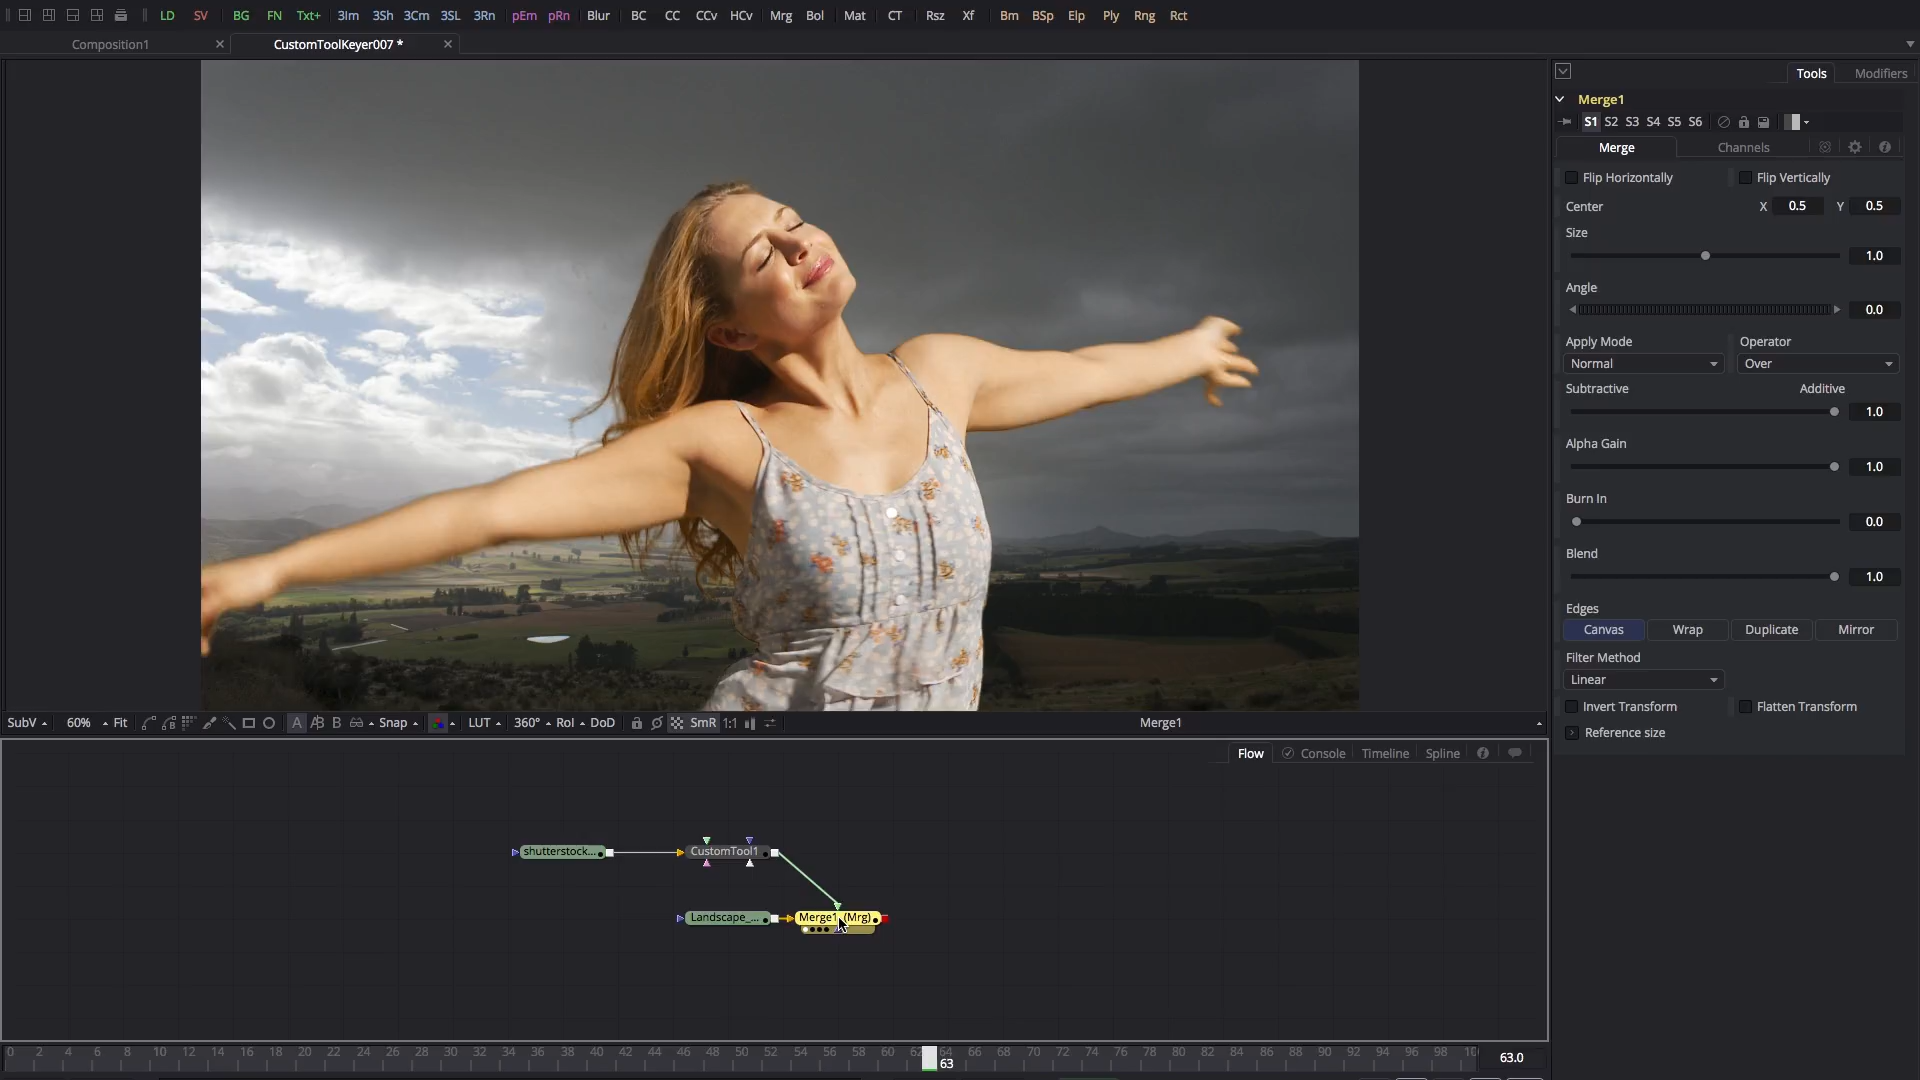 LD SV BG FN Txt+ 3Im 3Sh 3Cm 3SL 3Rn pEm pRn Blur BC CC CCv HCv Mrg Bol Mat CT Rsz Xf Bm BSp Elp Ply Rng Rct
Composition1 CustomToolKeyer007 *
Tools Modifiers
Merge1
S1 S2 S3 S4 S5 S6
Merge Channels
Flip Horizontally Flip Vertically
Center X 0.5 Y 0.5
Size
1.0
Angle
0.0
Apply Mode Operator
Normal Over
Subtractive Additive
1.0
Alpha Gain
1.0
Burn In
0.0
Blend
1.0
Edges
Canvas Wrap Duplicate Mirror
Filter Method
Linear
Invert Transform Flatten Transform
Reference size
SubV 60% Fit A B Snap LUT 360° RoI DoD SmR 1:1 Merge1
Flow Console Timeline Spline
shutterstock... CustomTool1
Landscape_... Merge1 (Mrg)
0 2 4 6 8 10 12 14 16 18 20 22 24 26 28 30 32 34 36 38 40 42 44 46 48 50 52 54 56 58 60 62 64 66 68 70 72 74 76 78 80 82 84 86 88 90 92 94 96 98 10
63 63.0